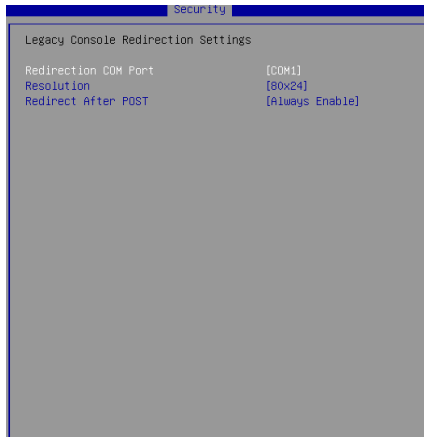 Security
Legacy Console Redirection Settings
Redirection COM Port [COM1]
Resolution [80x24]
Redirect After POST [Always Enable]